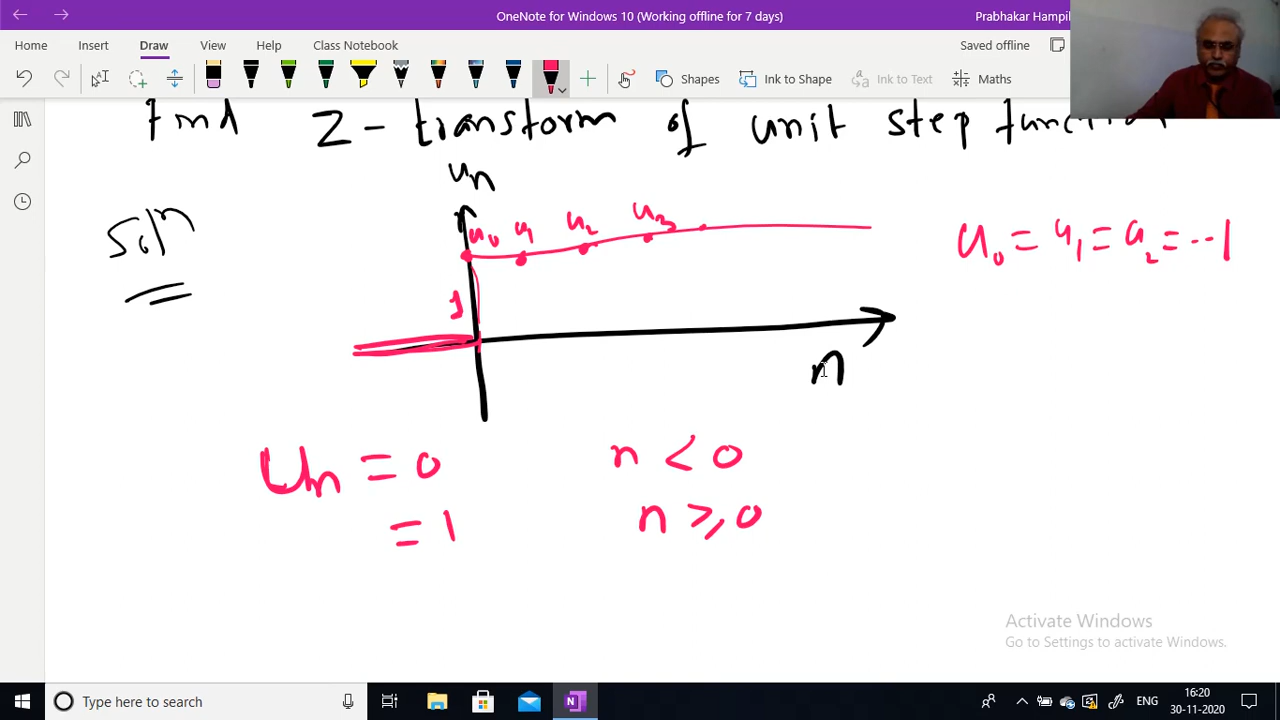 OneNote for Windows 10 (Working offline for 7 days)
Prabhakar Hampil
Home Insert Draw View Help Class Notebook
Saved offline
Shapes Ink to Shape Ink to Text Maths
Find Z-transform of unit step function
un
Solⁿ
u0 u1 u2 u3
u0 = u1 = u2 = --1
1
n
un = 0 n < 0
= 1 n ≥ 0
Activate Windows
Go to Settings to activate Windows.
Type here to search
ENG
16:20
30-11-2020